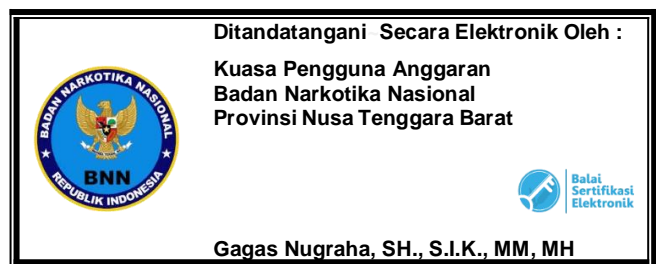 Ditandatangani Secara Elektronik Oleh :
Kuasa Pengguna Anggaran
Badan Narkotika Nasional
Provinsi Nusa Tenggara Barat
BADAN NARKOTIKA NASIONAL
BNN
REPUBLIK INDONESIA
Balai
Sertifikasi
Elektronik
Gagas Nugraha, SH., S.I.K., MM, MH